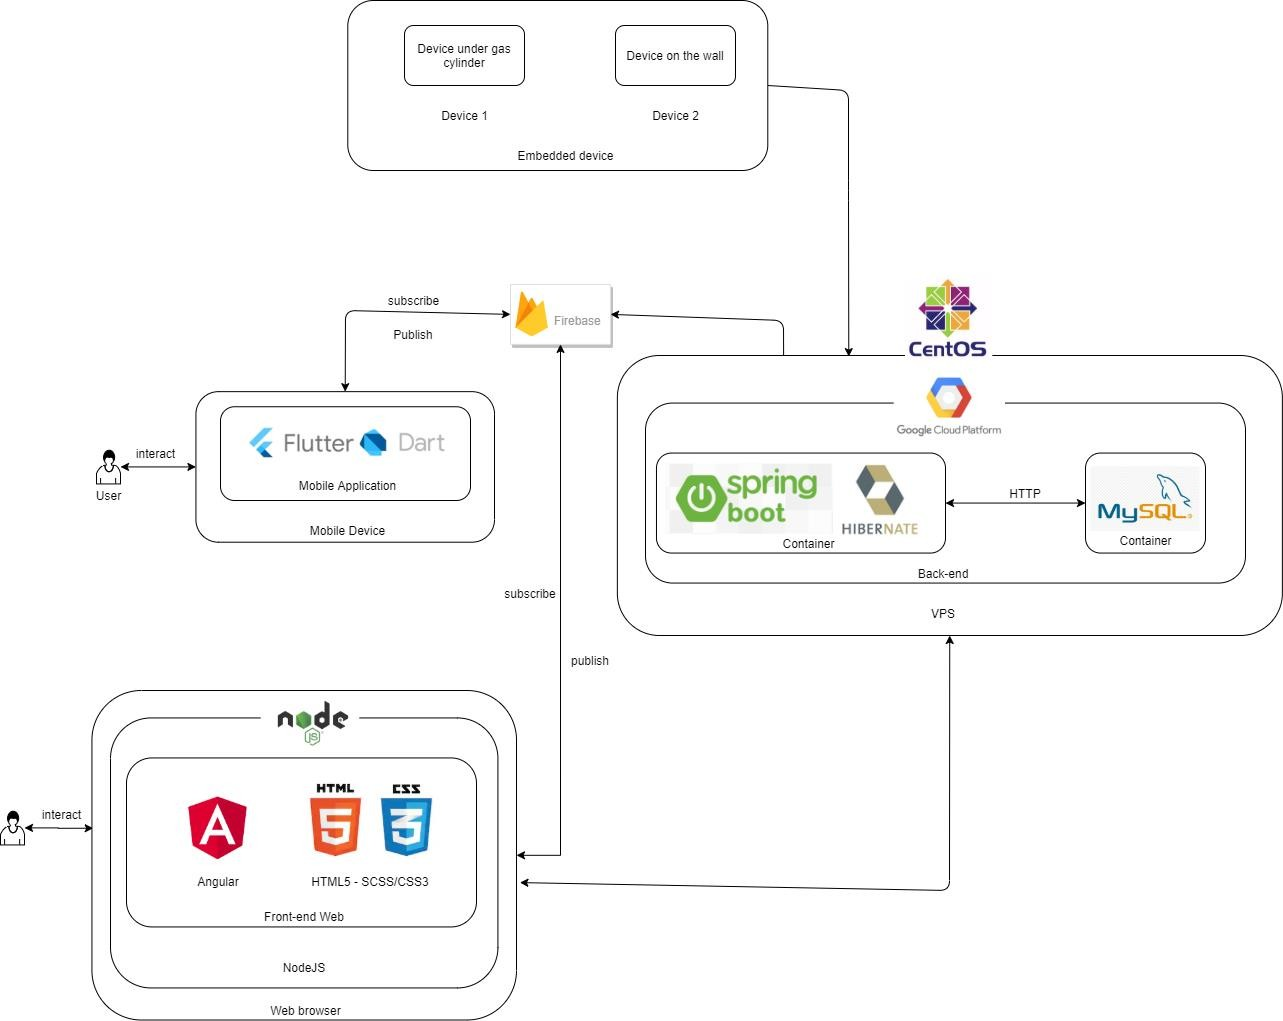 Device under gas
cylinder
Device on the wall
Device 1
Device 2
Embedded device
subscribe
Publish
Firebase
CentOS
Google Cloud Platform
Flutter
Dart
Mobile Application
Mobile Device
interact
User
spring
boot
HIBERNATE
Container
HTTP
MySQL
Container
Back-end
VPS
subscribe
publish
node
JS
HTML
5
CSS
3
A
Angular
HTML5 - SCSS/CSS3
Front-end Web
NodeJS
Web browser
interact